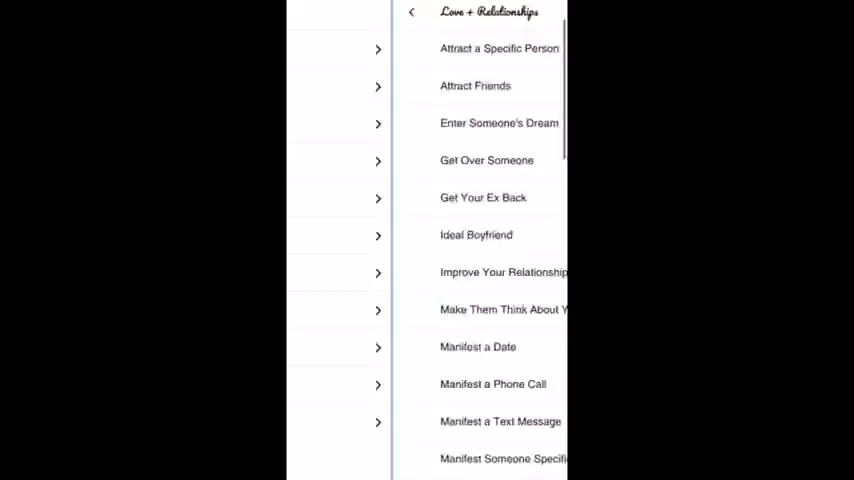 Love + Relationships
Attract a Specific Person
Attract Friends
Enter Someone's Dream
Get Over Someone
Get Your Ex Back
Ideal Boyfriend
Improve Your Relationship
Make Them Think About Y
Manifest a Date
Manifest a Phone Call
Manifest a Text Message
Manifest Someone Specifi